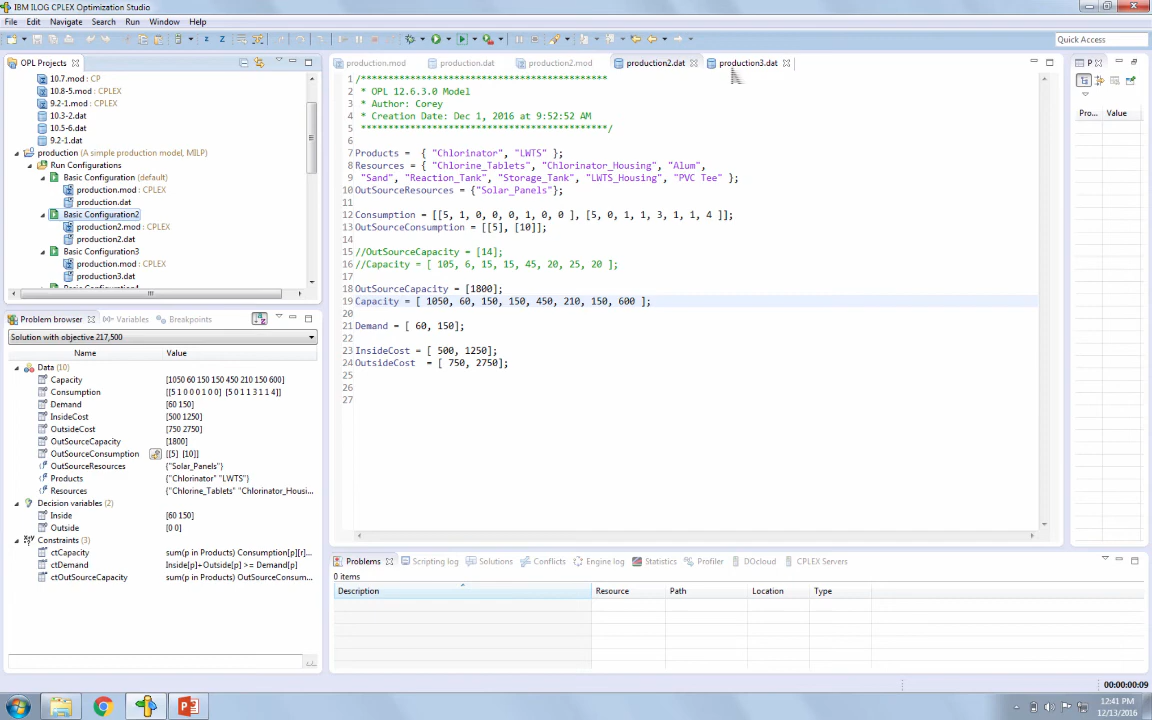 IBM ILOG CPLEX Optimization Studio
File Edit Navigate Search Run Window Help
Quick Access
OPL Projects
10.7.mod : CP
10.8-5.mod : CPLEX
9.2-1.mod : CPLEX
10.3-2.dat
10.5-6.dat
9.2-1.dat
production (A simple production model, MILP)
Run Configurations
Basic Configuration (default)
production.mod : CPLEX
production.dat
Basic Configuration2
production2.mod : CPLEX
production2.dat
Basic Configuration3
production3.mod : CPLEX
production3.dat
Problem browser Variables Breakpoints
Solution with objective 217,500
Name Value
Data (10)
Capacity [1050 60 150 150 450 210 150 600]
Consumption [[5 1 0 0 0 1 0 0] [5 0 1 1 3 1 1 4]]
Demand [60 150]
InsideCost [500 1250]
OutsideCost [750 2750]
OutSourceCapacity [1800]
OutSourceConsumption [[5] [10]]
OutSourceResources {"Solar_Panels"}
Products {"Chlorinator" "LWTS"}
Resources {"Chlorine_Tablets" "Chlorinator_Housi...
Decision variables (2)
Inside [60 150]
Outside [0 0]
Constraints (3)
ctCapacity sum(p in Products) Consumption[p][r]...
ctDemand Inside[p]+Outside[p] >= Demand[p]
ctOutSourceCapacity sum(p in Products) OutSourceConsum...
production.mod production.dat production2.mod production2.dat production3.dat
1 /*********************************************
2 * OPL 12.6.3.0 Model
3 * Author: Corey
4 * Creation Date: Dec 1, 2016 at 9:52:52 AM
5 *********************************************/
6
7 Products = { "Chlorinator", "LWTS" };
8 Resources = { "Chlorine_Tablets", "Chlorinator_Housing", "Alum",
9 "Sand", "Reaction_Tank", "Storage_Tank", "LWTS_Housing", "PVC Tee" };
10 OutSourceResources = {"Solar_Panels"};
11
12 Consumption = [[5, 1, 0, 0, 0, 1, 0, 0 ], [5, 0, 1, 1, 3, 1, 1, 4 ]];
13 OutSourceConsumption = [[5], [10]];
14
15 //OutSourceCapacity = [14];
16 //Capacity = [ 105, 6, 15, 15, 45, 20, 25, 20 ];
17
18 OutSourceCapacity = [1800];
19 Capacity = [ 1050, 60, 150, 150, 450, 210, 150, 600 ];
20
21 Demand = [ 60, 150];
22
23 InsideCost = [ 500, 1250];
24 OutsideCost = [ 750, 2750];
25
26
27
P
Pro... Value
Problems Scripting log Solutions Conflicts Engine log Statistics Profiler DOcloud CPLEX Servers
0 items
Description Resource Path Location Type
00:00:00:09
12:41 PM
12/13/2016